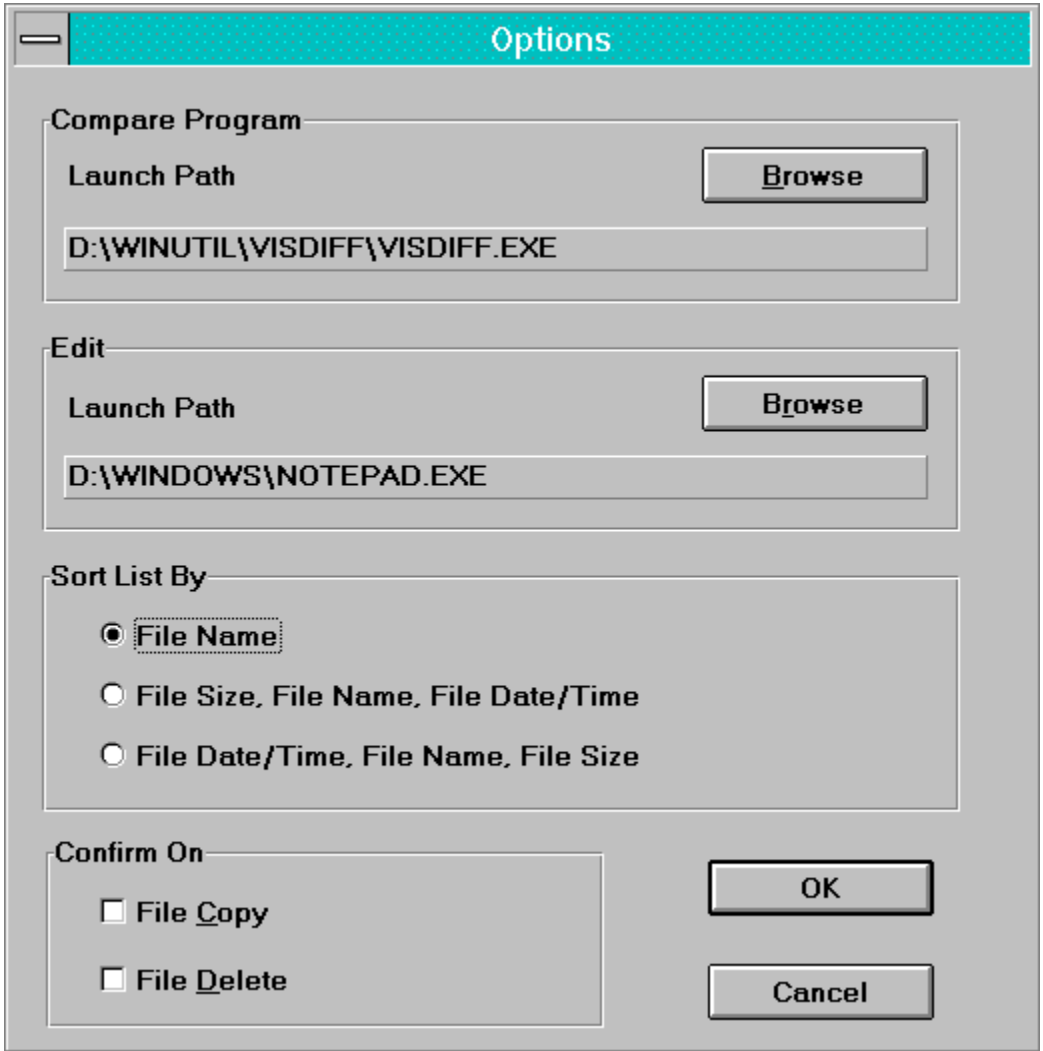 Options
Compare Program
Launch Path Browse
D:\WINUTIL\VISDIFF\VISDIFF.EXE
Edit
Launch Path Browse
D:\WINDOWS\NOTEPAD.EXE
Sort List By
File Name
File Size, File Name, File Date/Time
File Date/Time, File Name, File Size
Confirm On
File Copy
File Delete
OK
Cancel